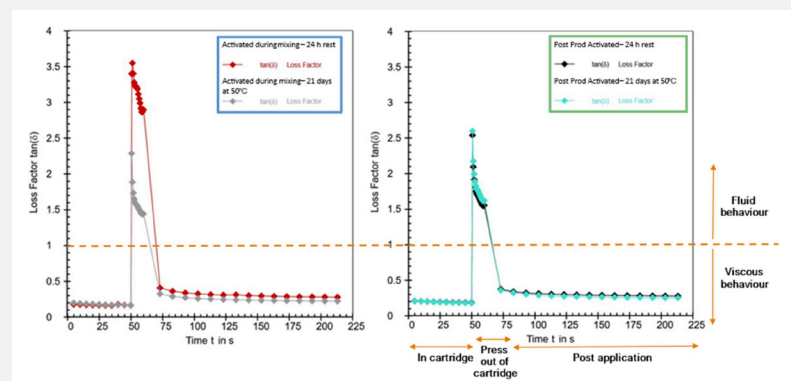 4
3.5
3
2.5
2
1.5
1
0.5
0
Loss Factor tan(δ)
0 25 50 75 100 125 150 175 200 225
Time t in s
Activated during mixing – 24 h rest
tan(δ) Loss Factor
Activated during mixing – 21 days
at 50°C
tan(δ) Loss Factor
4
3.5
3
2.5
2
1.5
1
0.5
0
Loss Factor tan(δ)
0 25 50 75 100 125 150 175 200 225
Time t in s
Post Prod Activated – 24 h rest
tan(δ) Loss Factor
Post Prod Activated – 21 days at 50°C
tan(δ) Loss Factor
Fluid
behaviour
Viscous
behaviour
In cartridge
Press
out of
cartridge
Post application